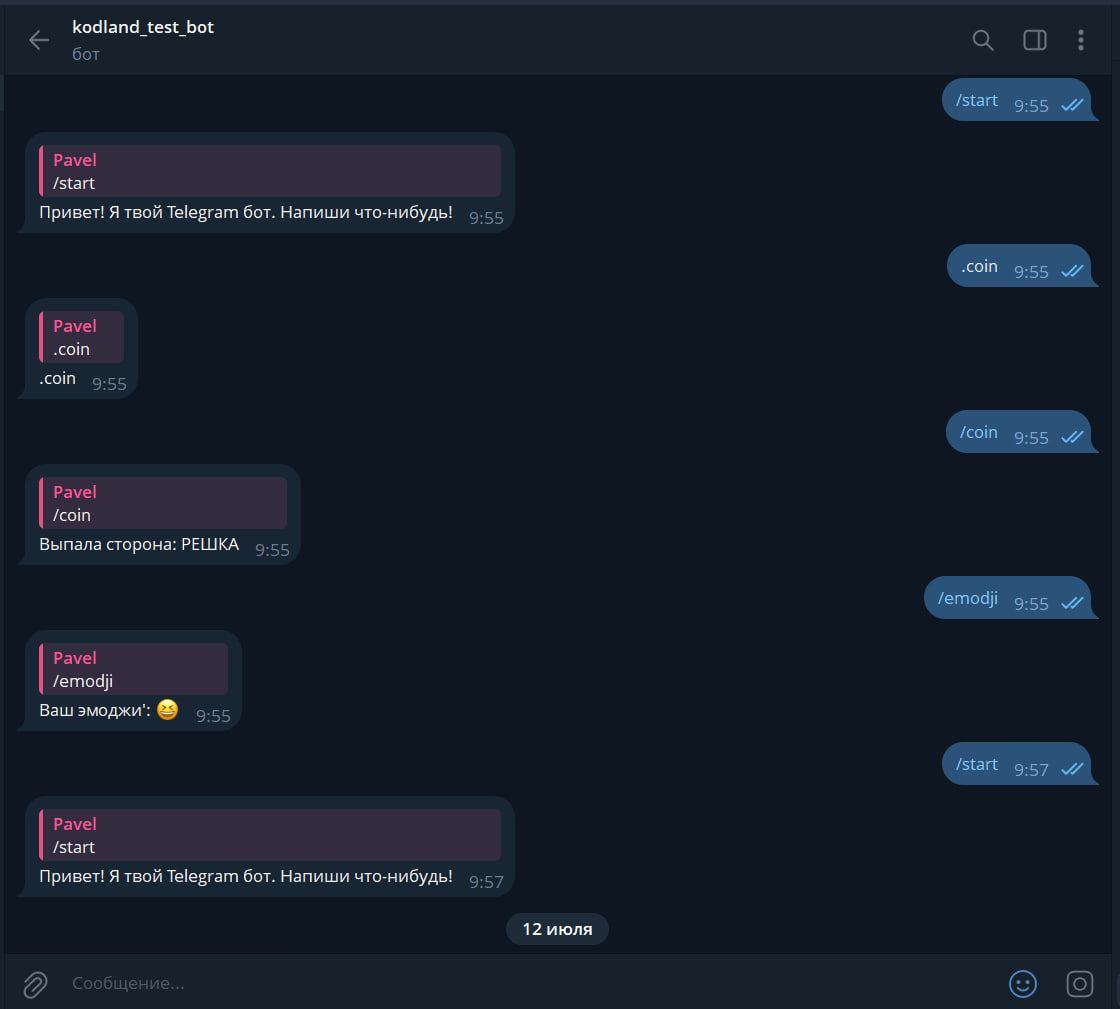 kodland_test_bot
бот
/start 9:55
Pavel
/start
Привет! Я твой Telegram бот. Напиши что-нибудь! 9:55
.coin 9:55
Pavel
.coin
.coin 9:55
/coin 9:55
Pavel
/coin
Выпала сторона: РЕШКА 9:55
/emodji 9:55
Pavel
/emodji
Ваш эмоджи': 😆 9:55
/start 9:57
Pavel
/start
Привет! Я твой Telegram бот. Напиши что-нибудь! 9:57
12 июля
Сообщение...